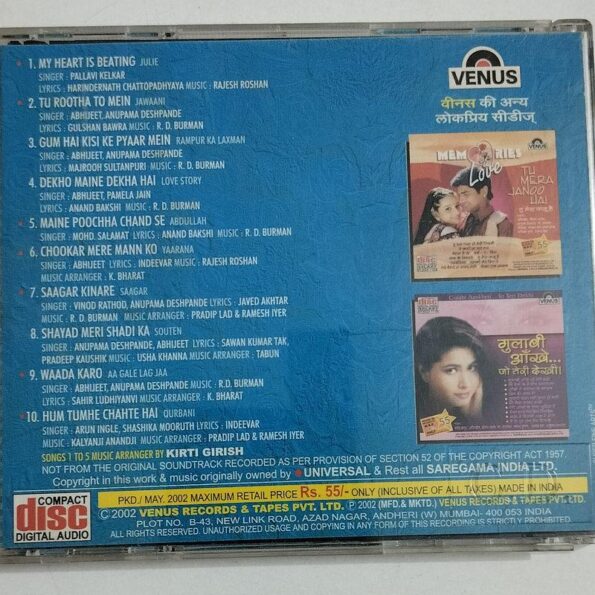 1. MY HEART IS BEATING JULIE
SINGER : PALLAVI KELKAR
LYRICS : HARINDERNATH CHATTOPADHYAYA MUSIC : RAJESH ROSHAN
2. TU ROOTHA TO MEIN JAWAANI
SINGER : ABHIJEET, ANUPAMA DESHPANDE
LYRICS : GULSHAN BAWRA MUSIC : R. D. BURMAN
3. GUM HAI KISI KE PYAAR MEIN RAMPUR KA LAXMAN
SINGER : ABHIJEET, ANUPAMA DESHPANDE
LYRICS : MAJROOH SULTANPURI MUSIC : R. D. BURMAN
4. DEKHO MAINE DEKHA HAI LOVE STORY
SINGER : ABHIJEET, PAMELA JAIN
LYRICS : ANAND BAKSHI MUSIC : R. D. BURMAN
5. MAINE POOCHHA CHAND SE ABDULLAH
SINGER : MOHD. SALAMAT LYRICS : ANAND BAKSHI MUSIC : R. D. BURMAN
6. CHOOKAR MERE MANN KO YAARANA
SINGER : ABHIJEET LYRICS : INDEEVAR MUSIC : RAJESH ROSHAN
MUSIC ARRANGER : K. BHARAT
7. SAAGAR KINARE SAAGAR
SINGER : VINOD RATHOD, ANUPAMA DESHPANDE LYRICS : JAVED AKHTAR
MUSIC : R. D. BURMAN MUSIC ARRANGER : PRADIP LAD & RAMESH IYER
8. SHAYAD MERI SHADI KA SOUTEN
SINGER : ANUPAMA DESHPANDE, ABHIJEET LYRICS : SAWAN KUMAR TAK,
PRADEEP KAUSHIK MUSIC : USHA KHANNA MUSIC ARRANGER : TABUN
9. WAADA KARO AA GALE LAG JAA
SINGER : ABHIJEET, ANUPAMA DESHPANDE MUSIC : R.D. BURMAN
LYRICS : SAHIR LUDHIYANVI MUSIC ARRANGER : K. BHARAT
10. HUM TUMHE CHAHTE HAI QURBANI
SINGER : ARUN INGLE, SHASHIKA MOORUTH LYRICS : INDEEVAR
MUSIC : KALYANJI ANANDJI MUSIC ARRANGER : PRADIP LAD & RAMESH IYER
SONGS 1 TO 5 MUSIC ARRANGER BY KIRTI GIRISH
NOT FROM THE ORIGINAL SOUNDTRACK RECORDED AS PER PROVISION OF SECTION 52 OF THE COPYRIGHT ACT 1957.
Copyright in this work & music originally owned by UNIVERSAL & Rest all SAREGAMA INDIA LTD.
VENUS
वीनस की अन्य
लोकप्रिय सीडीज्
VENUS
MEMORIES
Love
TU
MERA
JANOO
HAI
तू मेरा जानू है
55
VENUS
गुलाबी
आँखें...
जो तेरी देखी!
55
COMPACT
disc
DIGITAL AUDIO
PKD./ MAY. 2002 MAXIMUM RETAIL PRICE Rs. 55/- ONLY (INCLUSIVE OF ALL TAXES) MADE IN INDIA
© 2002 VENUS RECORDS & TAPES PVT. LTD. ℗ 2002 (MFD.& MKTD.) VENUS RECORDS & TAPES PVT. LTD.
PLOT NO. B-43, NEW LINK ROAD, AZAD NAGAR, ANDHERI (W) MUMBAI- 400 053 INDIA
ALL RIGHTS RESERVED. UNAUTHORIZED USAGE AND COPYING IN ANY FORM OF THIS RECORDING IS STRICTLY PROHIBITED.